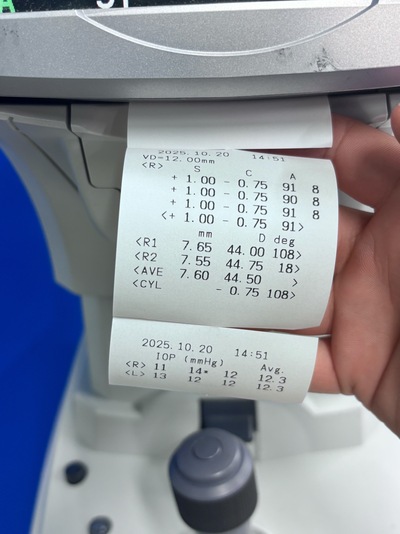 2025.10.20 14:51
VD=12.00mm
<R> S C A
+ 1.00 - 0.75 91 8
+ 1.00 - 0.75 90 8
+ 1.00 - 0.75 91 8
<+ 1.00 - 0.75 91>
mm D deg
<R1 7.65 44.00 108>
<R2 7.55 44.75 18>
<AVE 7.60 44.50 >
<CYL - 0.75 108>
2025.10.20 14:51
IOP (mmHg) Avg.
<R> 11 14* 12 12.3
<L> 13 12 12 12.3